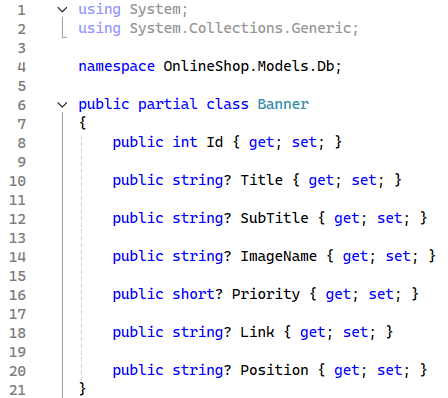 1 using System;
2 using System.Collections.Generic;
3
4 namespace OnlineShop.Models.Db;
5
6 public partial class Banner
7 {
8 public int Id { get; set; }
9
10 public string? Title { get; set; }
11
12 public string? SubTitle { get; set; }
13
14 public string? ImageName { get; set; }
15
16 public short? Priority { get; set; }
17
18 public string? Link { get; set; }
19
20 public string? Position { get; set; }
21 }